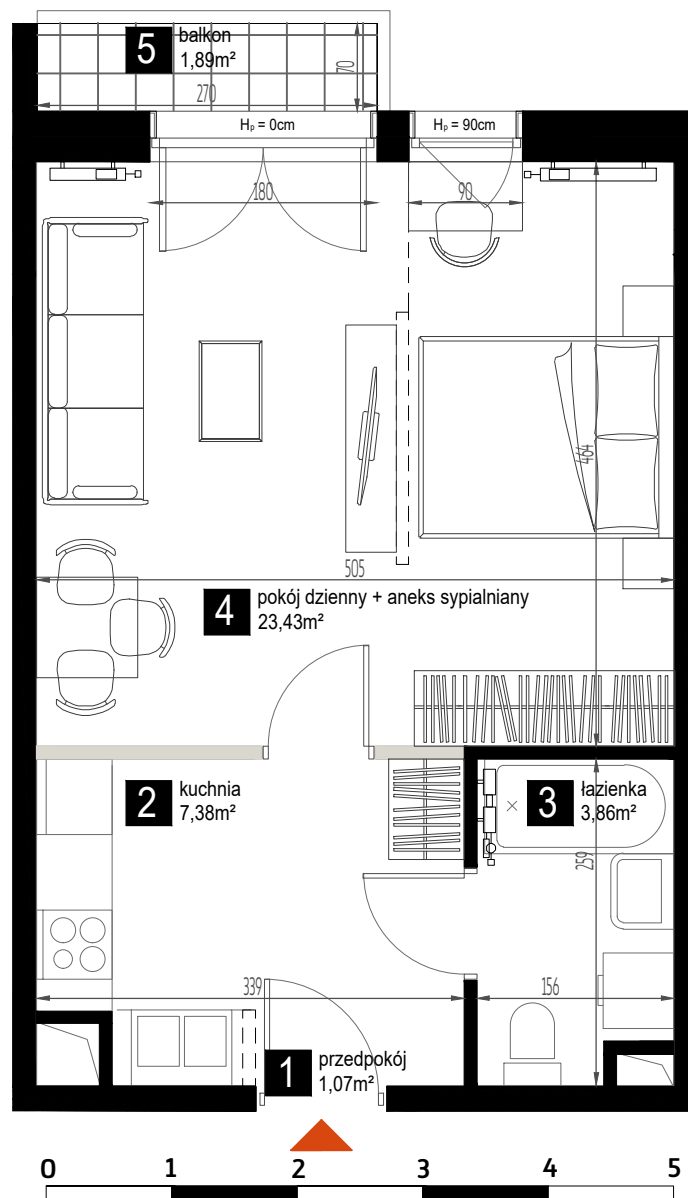 5 balkon
1,89m²
70
270
Hₚ = 0cm
Hₚ = 90cm
180
90
464
505
4 pokój dzienny + aneks sypialniany
23,43m²
2 kuchnia
7,38m²
3 łazienka
3,86m²
259
339
156
1 przedpokój
1,07m²
0 1 2 3 4 5